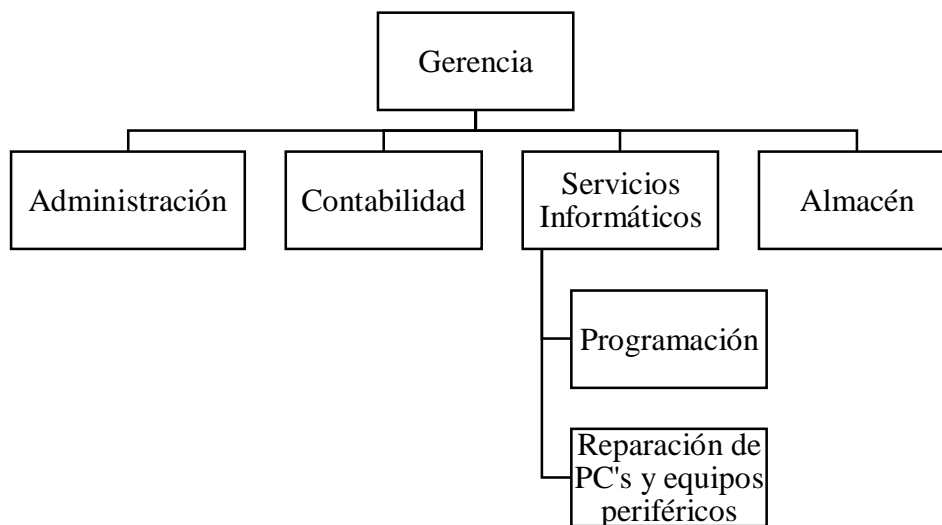 Gerencia
Administración
Contabilidad
Servicios
Informáticos
Almacén
Programación
Reparación de
PC's y equipos
periféricos